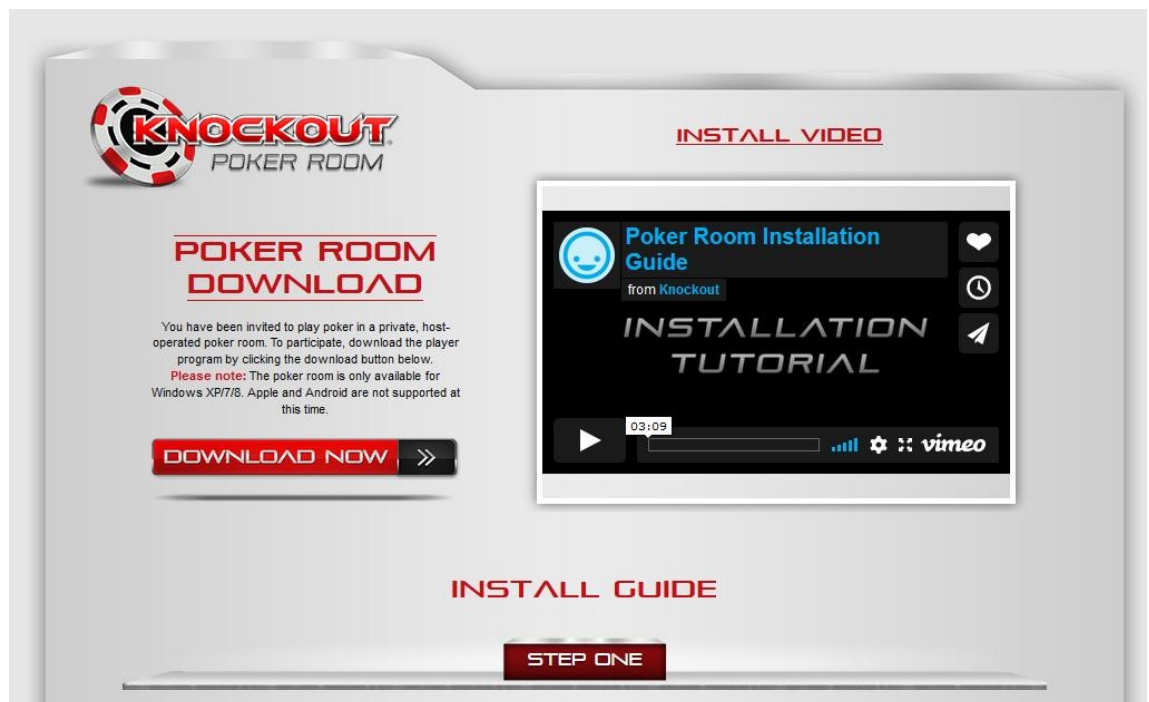 KNOCKOUT®
POKER ROOM
POKER ROOM
DOWNLOAD
You have been invited to play poker in a private, host-
operated poker room. To participate, download the player
program by clicking the download button below.
Please note: The poker room is only available for
Windows XP/7/8. Apple and Android are not supported at
this time.
DOWNLOAD NOW
INSTALL VIDEO
Poker Room Installation
Guide
from Knockout
INSTALLATION
TUTORIAL
03:09
vimeo
INSTALL GUIDE
STEP ONE